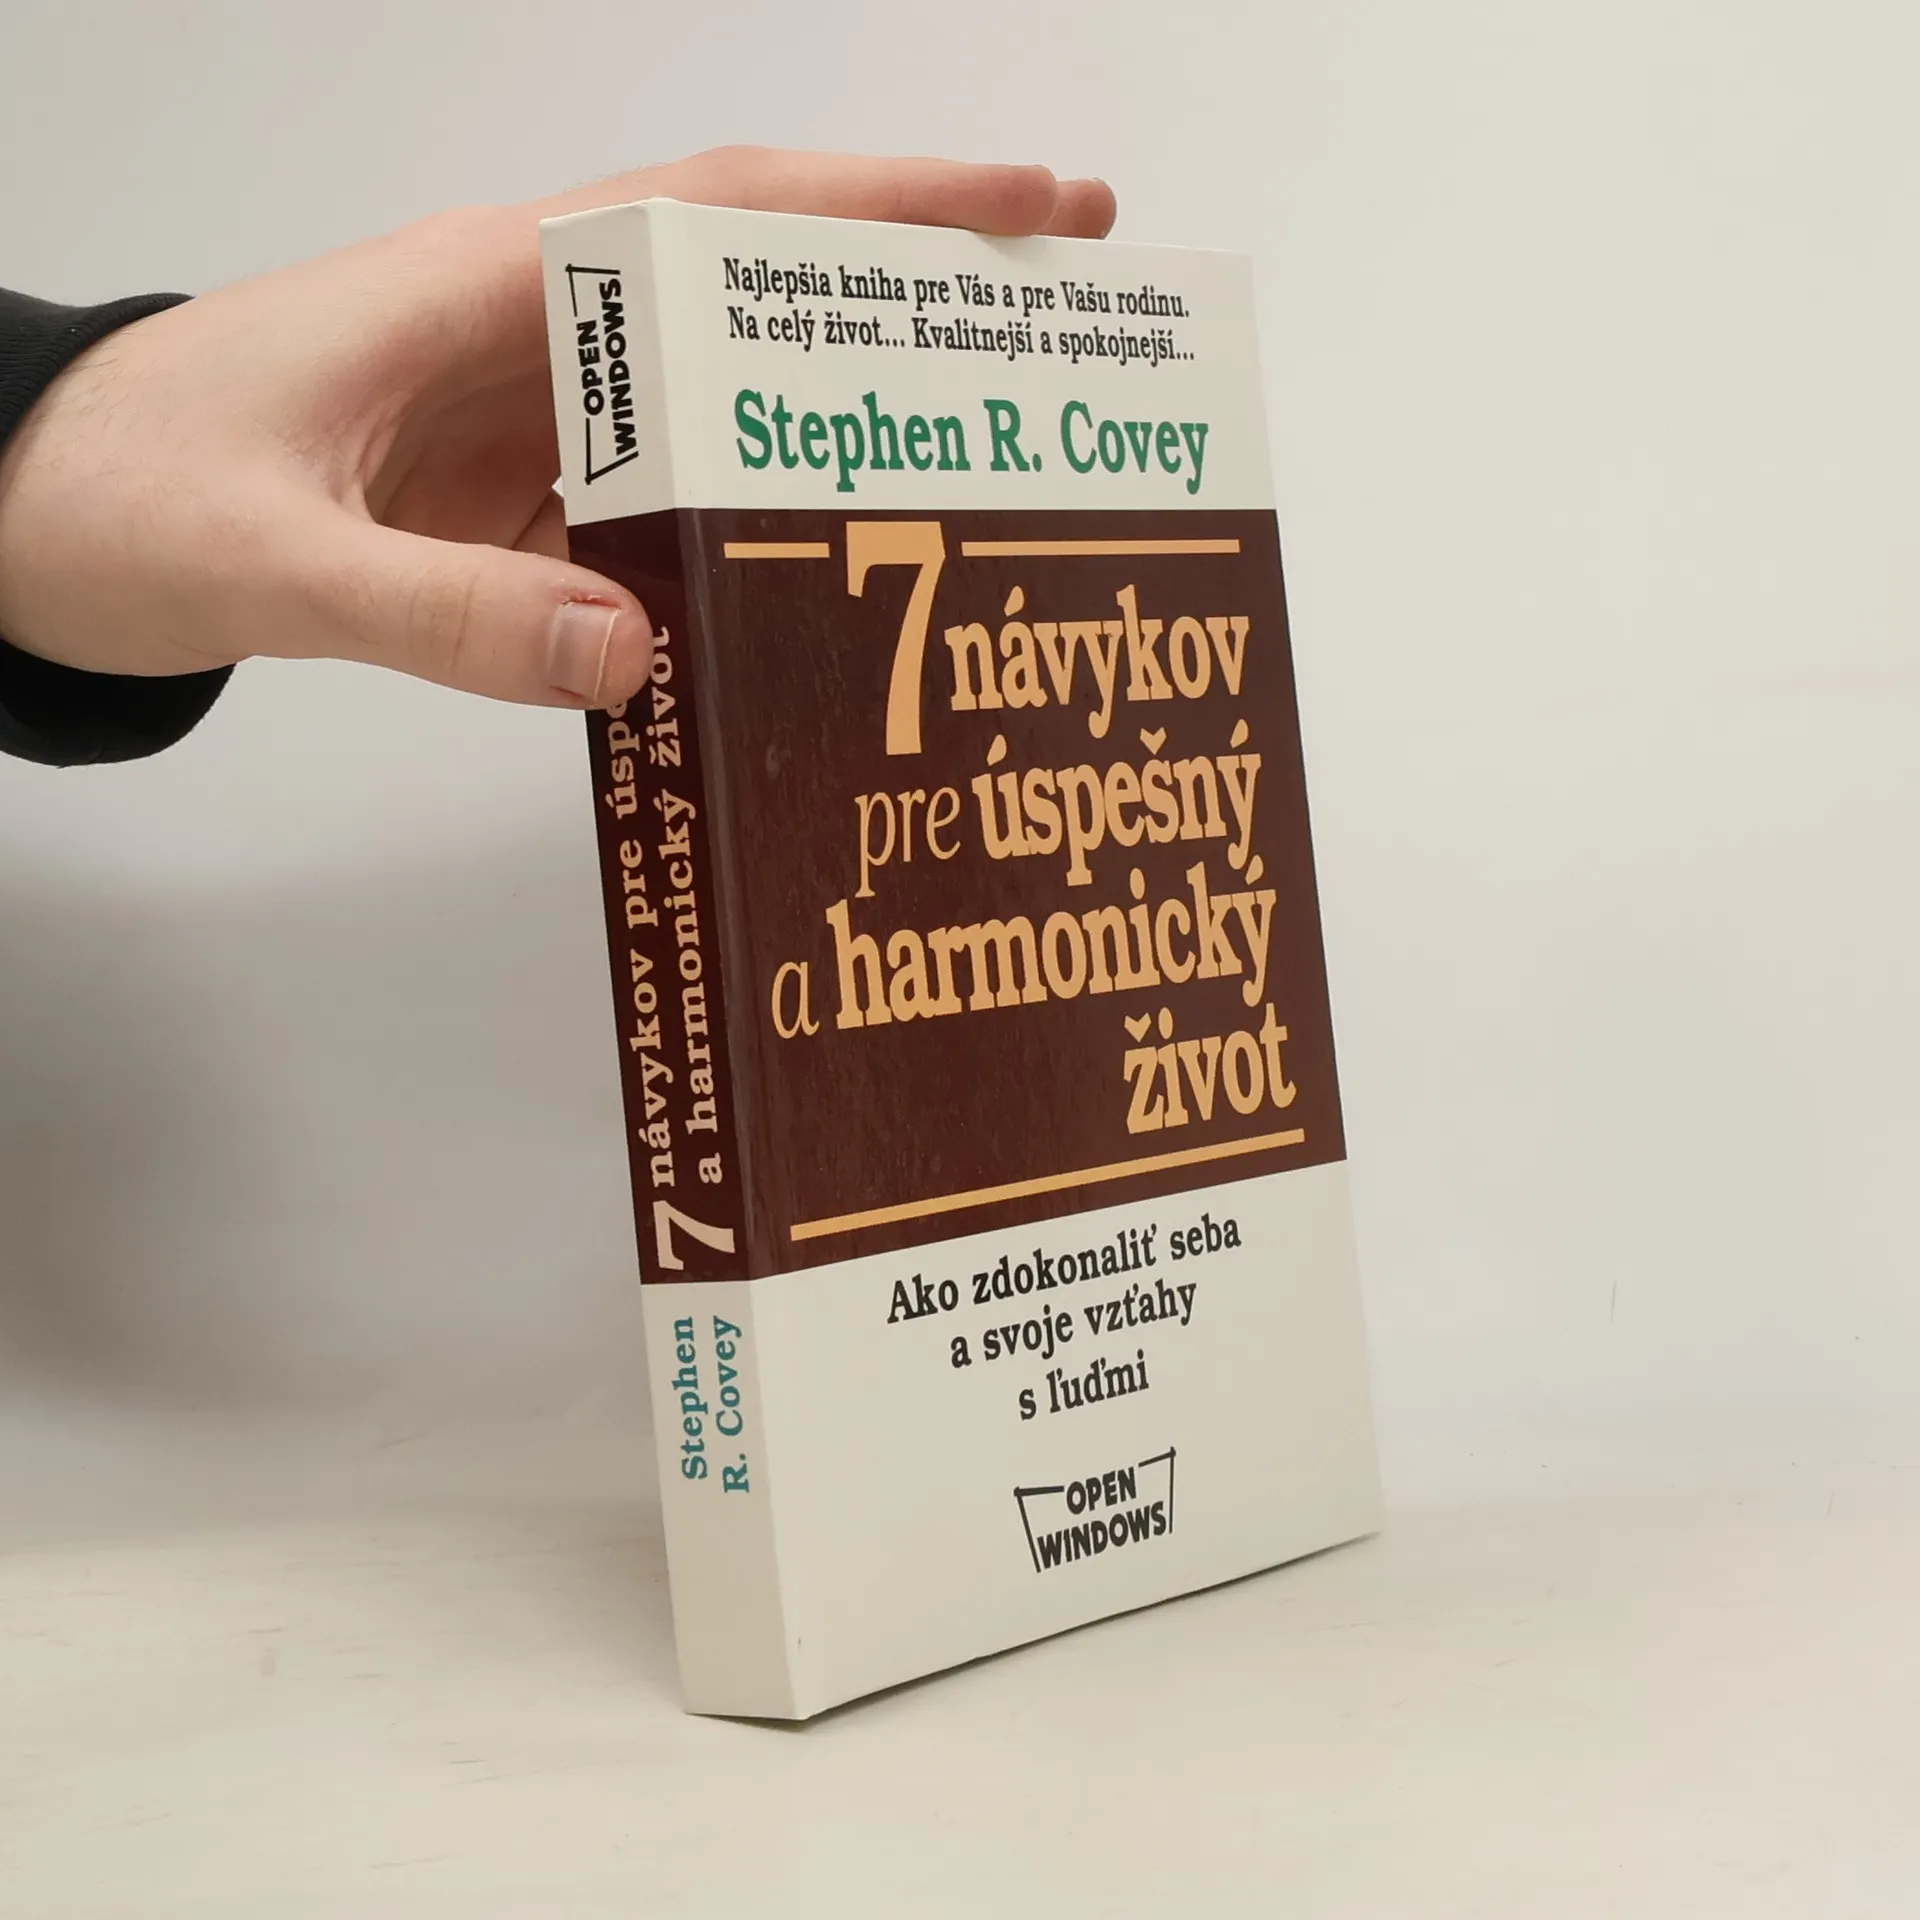 Najlepšia kniha pre Vás a pre Vašu rodinu.
Na celý život... Kvalitnejší a spokojnejší...
Stephen R. Covey
7 návykov
pre úspešný
a harmonický
život
Ako zdokonaliť seba
a svoje vzťahy
s ľuďmi
OPEN
WINDOWS
OPEN
WINDOWS
7 návykov pre
a harmonický život
Stephen
R. Covey